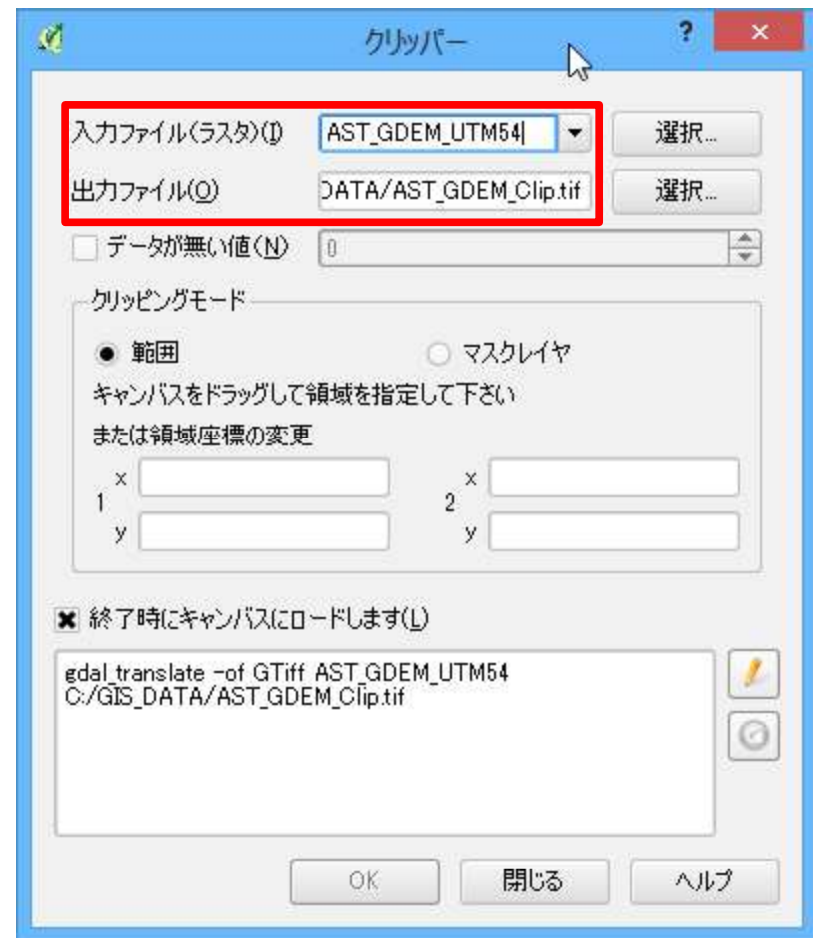 クリッパー ?
入力ファイル(ラスタ)(I) AST_GDEM_UTM54 選択...
出力ファイル(O) DATA/AST_GDEM_Clip.tif 選択...
データが無い値(N) 0
クリッピングモード
範囲 マスクレイヤ
キャンバスをドラッグして領域を指定して下さい
または領域座標の変更
x x
1 2
y y
終了時にキャンバスにロードします(L)
gdal_translate -of GTiff AST_GDEM_UTM54
C:/GIS_DATA/AST_GDEM_Clip.tif
OK 閉じる ヘルプ